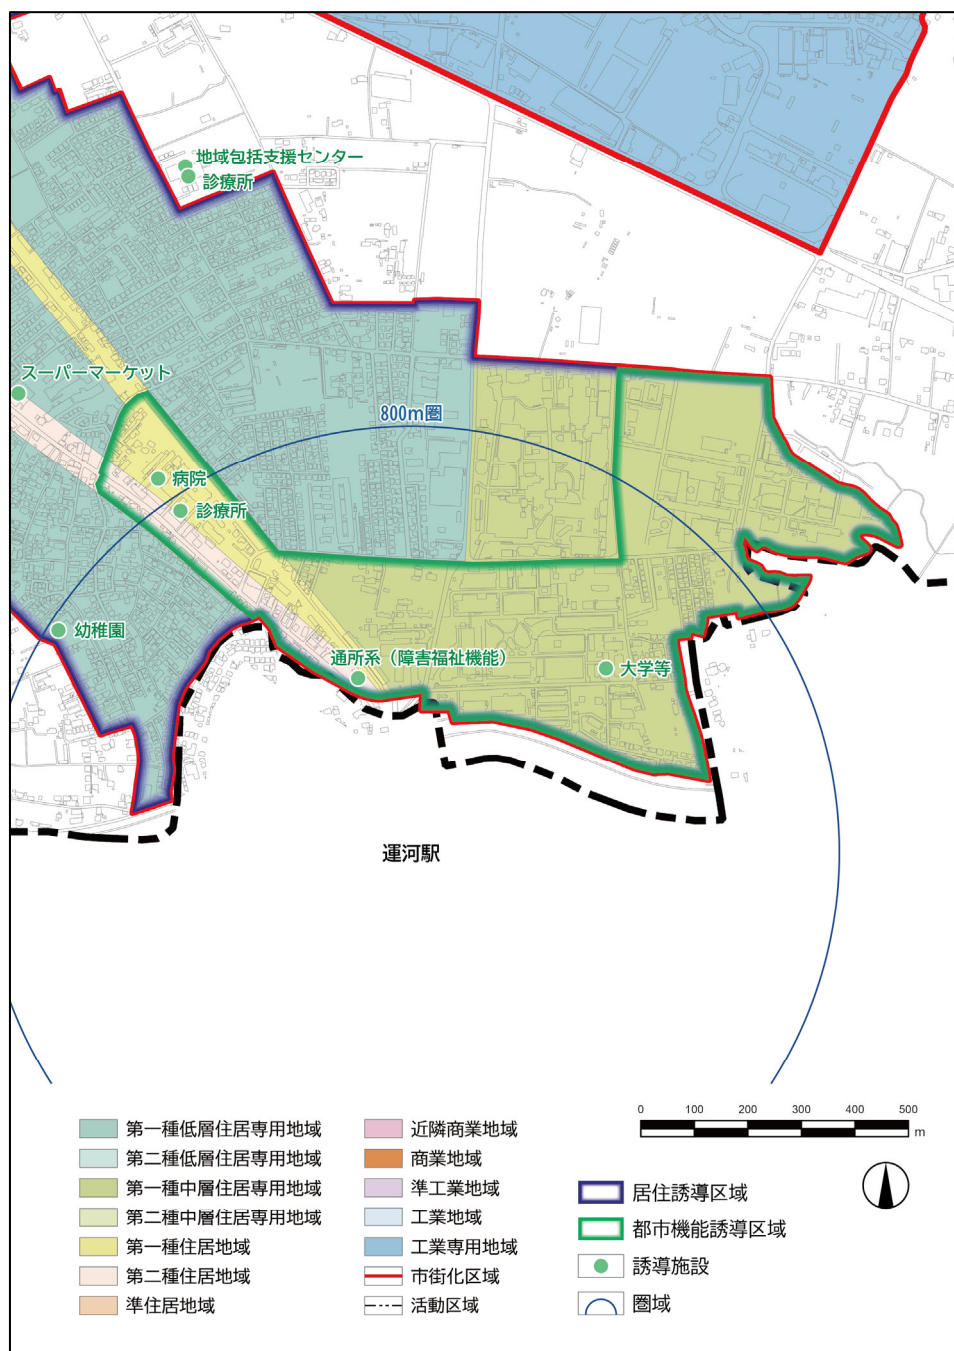 地域包括支援センター
診療所
スーパーマーケット
800m圏
病院
診療所
幼稚園
通所系（障害福祉機能）
大学等
運河駅
第一種低層住居専用地域
第二種低層住居専用地域
第一種中層住居専用地域
第二種中層住居専用地域
第一種住居地域
第二種住居地域
準住居地域
近隣商業地域
商業地域
準工業地域
工業地域
工業専用地域
市街化区域
活動区域
0 100 200 300 400 500
m
居住誘導区域
都市機能誘導区域
誘導施設
圏域